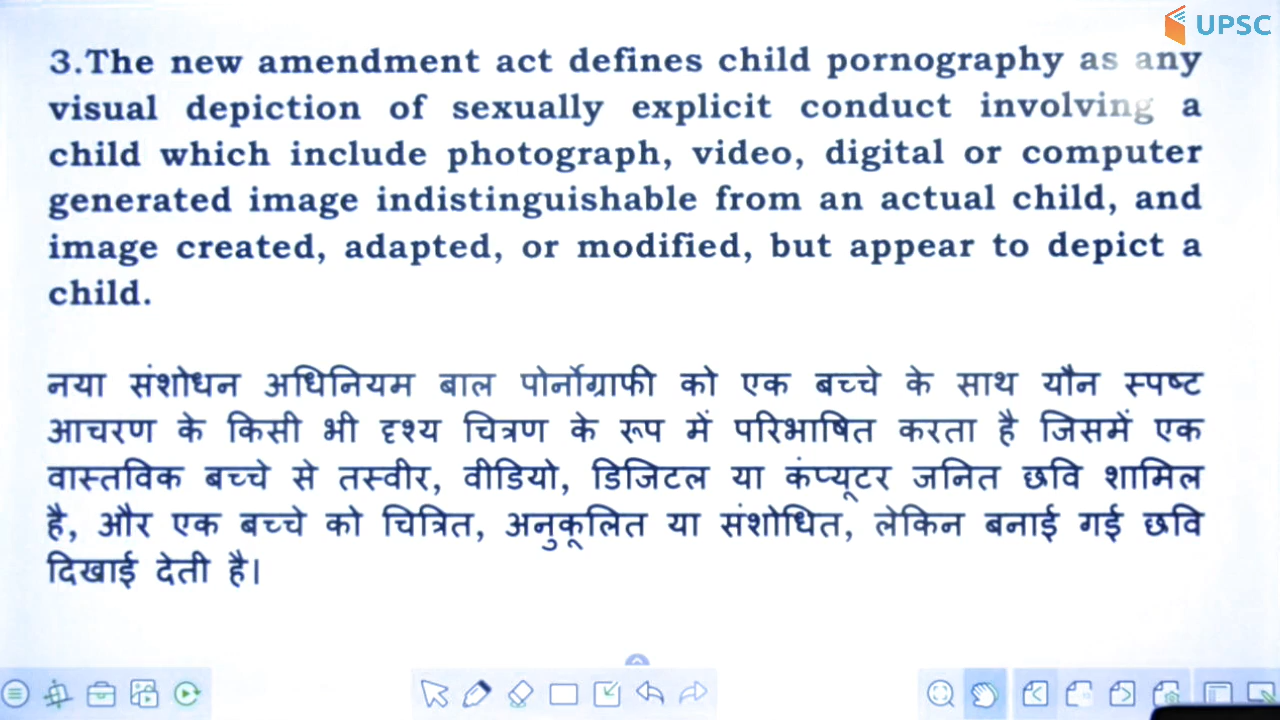 UPSC
3.The new amendment act defines child pornography as any
visual depiction of sexually explicit conduct involving a
child which include photograph, video, digital or computer
generated image indistinguishable from an actual child, and
image created, adapted, or modified, but appear to depict a
child.
नया संशोधन अधिनियम बाल पोर्नोग्राफी को एक बच्चे के साथ यौन स्पष्ट
आचरण के किसी भी दृश्य चित्रण के रूप में परिभाषित करता है जिसमें एक
वास्तविक बच्चे से तस्वीर, वीडियो, डिजिटल या कंप्यूटर जनित छवि शामिल
है, और एक बच्चे को चित्रित, अनुकूलित या संशोधित, लेकिन बनाई गई छवि
दिखाई देती है।